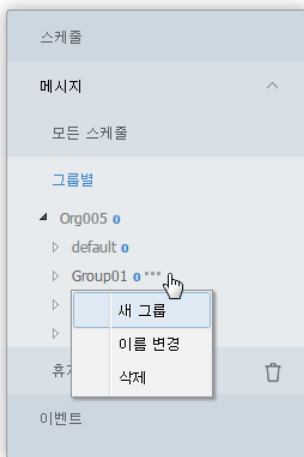 스케줄
메시지
모든 스케줄
그룹별
Org005 0
default 0
Group01 0 ···
새 그룹
이름 변경
삭제
이벤트